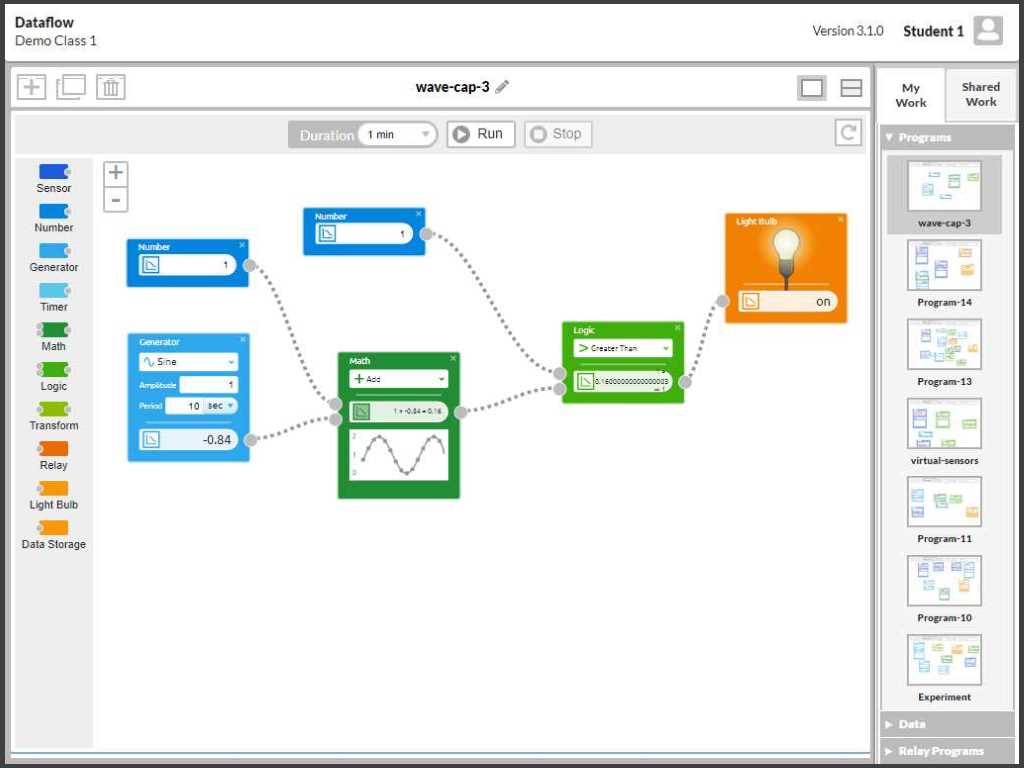 Dataflow
Demo Class 1
Version 3.1.0
Student 1
wave-cap-3
My
Work
Shared
Work
Duration
1 min
Run
Stop
Programs
Sensor
Number
Generator
Timer
Math
Logic
Transform
Relay
Light Bulb
Data Storage
+
-
Number
1
Number
1
Generator
Sine
Amplitude
1
Period
10
sec
-0.84
Math
Add
1 + -0.84 = 0.16
2
1
0
Logic
> Greater Than
0.16000000000000003
Light Bulb
on
wave-cap-3
Program-14
Program-13
virtual-sensors
Program-11
Program-10
Experiment
Data
Relay Programs